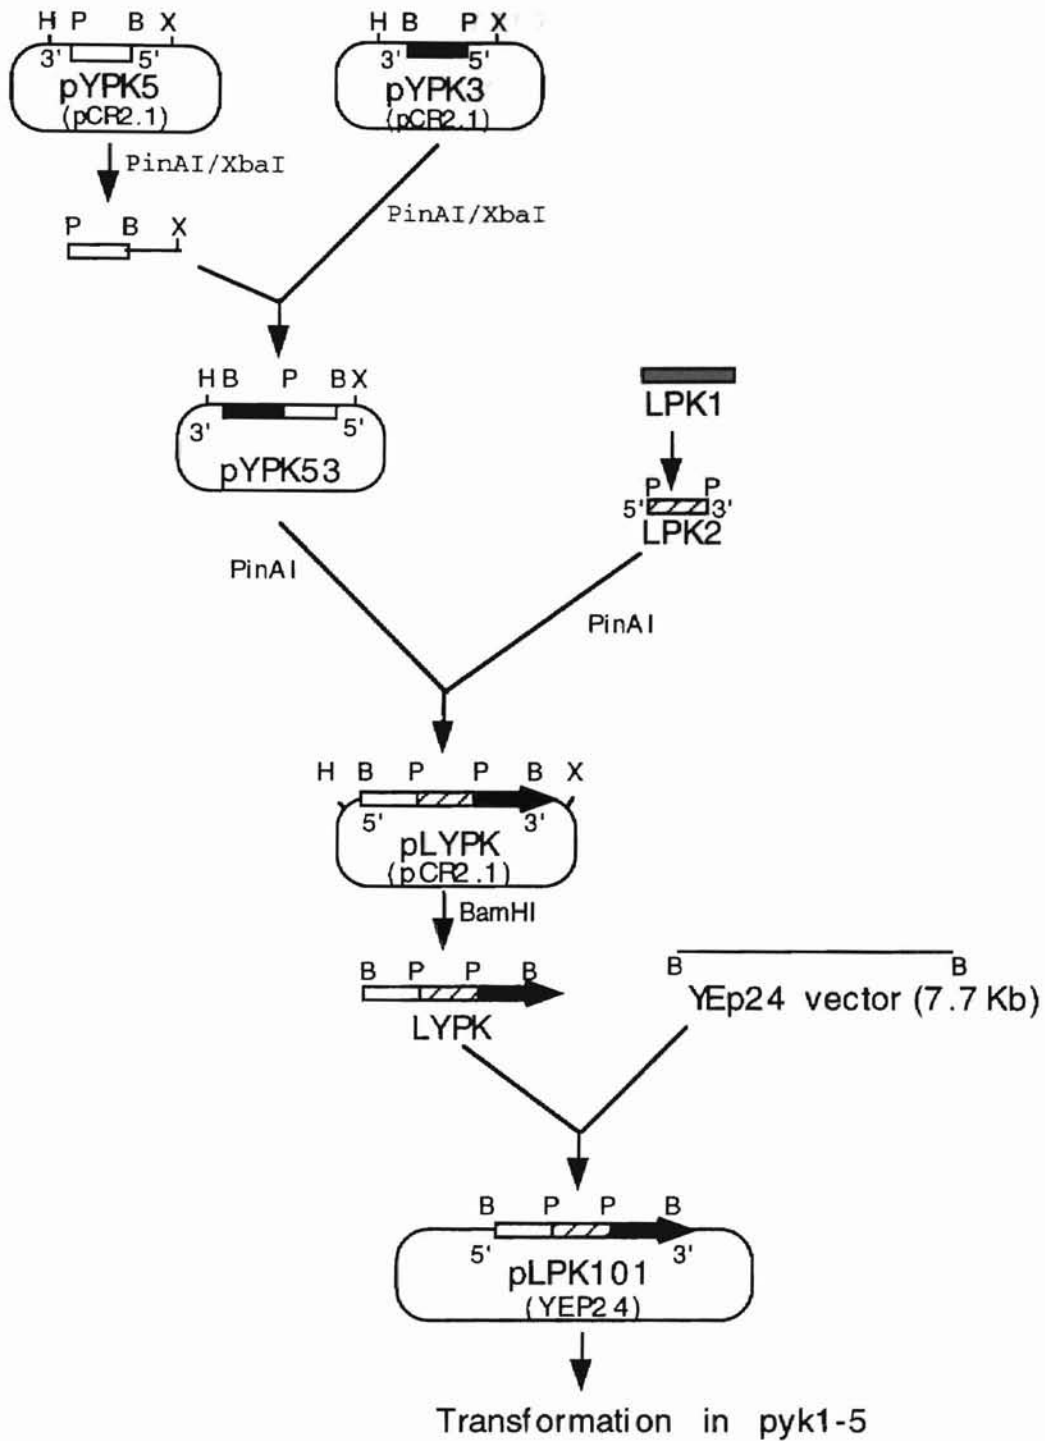 H P B X
3' 5'
pYPK5
(pCR2.1)
H B P X
3' 5'
pYPK3
(pCR2.1)
PinAI/XbaI
PinAI/XbaI
P B X
H B P B X
3' 5'
pYPK53
LPK1
P P
5' 3'
LPK2
PinAI
PinAI
H B P P B X
5' 3'
pLYPK
(pCR2.1)
BamHI
B P P B
LYPK
B B
YEp24 vector (7.7 Kb)
B P P B
5' 3'
pLPK101
(YEP24)
Transformation in pyk1-5